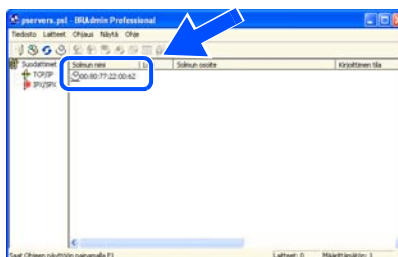 pservers.psl - BRAdmin Professional
Tiedosto Laitteet Ohjaus Näytä Ohje
Suodattimet
TCP/IP
IPX/SPX
Solmun nimi
Solmun osoite
Kirjoittimen tila
00:80:77:22:00:62
Saat Ohjeen näyttöön painamalla F1
Laitteet: 0
Määrittämätön: 1